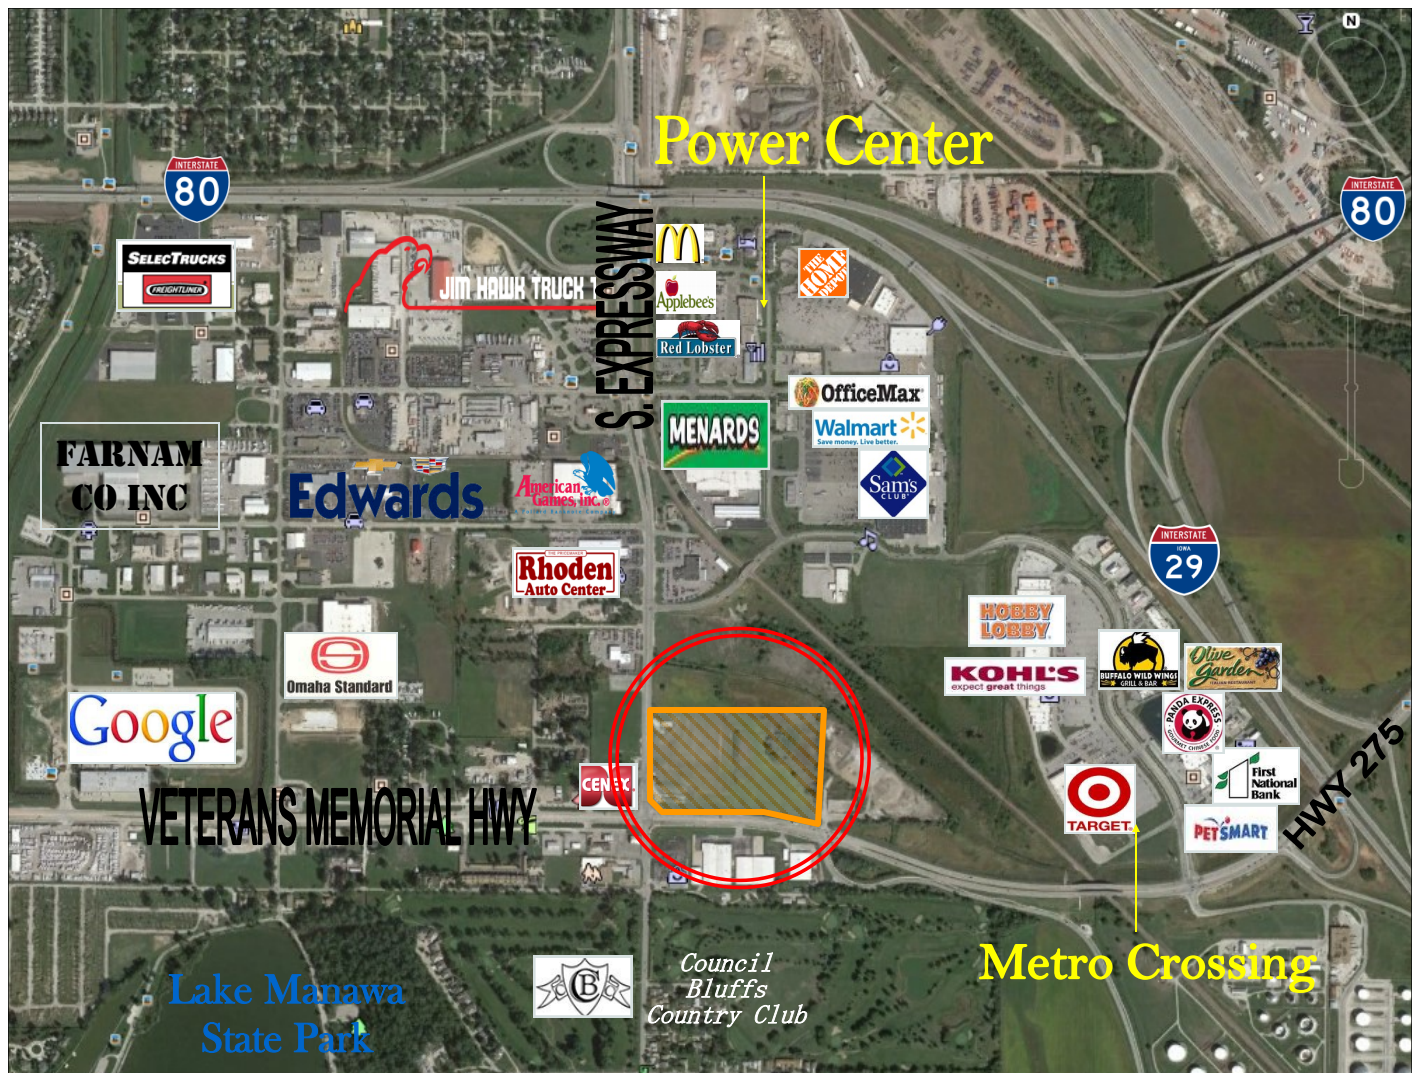 N
Power Center
INTERSTATE
80
INTERSTATE
80
SELECTRUCKS
FREIGHTLINER
JIM HAWK TRUCK T
S. EXPRESSWAY
Applebee's
THE
HOME
DEPOT
Red Lobster
OfficeMax
MENARDS
Walmart
Save money. Live better.
FARNAM
CO INC
Edwards
American
Games, inc.®
Sam's
CLUB
INTERSTATE
IOWA
29
Rhoden
Auto Center
HOBBY
LOBBY
Omaha Standard
KOHL'S
expect great things
BUFFALO WILD WINGS
GRILL & BAR
Olive
Garden
ITALIAN RESTAURANT
Google
PANDA EXPRESS
GOURMET CHINESE FOOD
HWY 275
CENEX
First
National
Bank
TARGET
PETSMART
VETERANS MEMORIAL HWY
Metro Crossing
Lake Manawa
State Park
CB
Council
Bluffs
Country Club